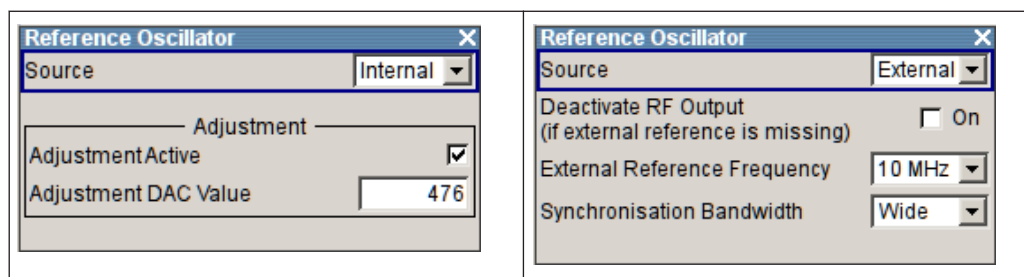 Reference Oscillator
Source Internal
Adjustment
Adjustment Active
Adjustment DAC Value 476
Reference Oscillator
Source External
Deactivate RF Output On
(if external reference is missing)
External Reference Frequency 10 MHz
Synchronisation Bandwidth Wide